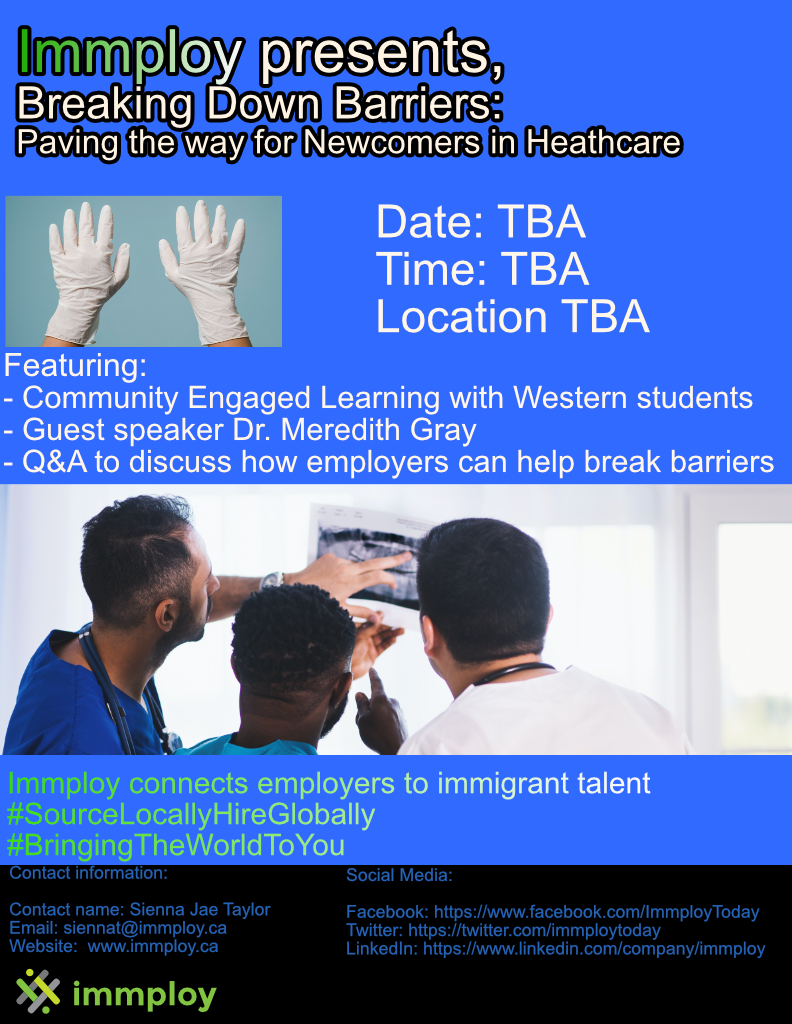 Immploy presents,
Breaking Down Barriers:
Paving the way for Newcomers in Heathcare
Date: TBA
Time: TBA
Location TBA
Featuring:
- Community Engaged Learning with Western students
- Guest speaker Dr. Meredith Gray
- Q&A to discuss how employers can help break barriers
Immploy connects employers to immigrant talent
#SourceLocallyHireGlobally
#BringingTheWorldToYou
Contact information:
Contact name: Sienna Jae Taylor
Email: siennat@immploy.ca
Website: www.immploy.ca
Social Media:
Facebook: https://www.facebook.com/ImmployToday
Twitter: https://twitter.com/immploytoday
LinkedIn: https://www.linkedin.com/company/immploy
immploy